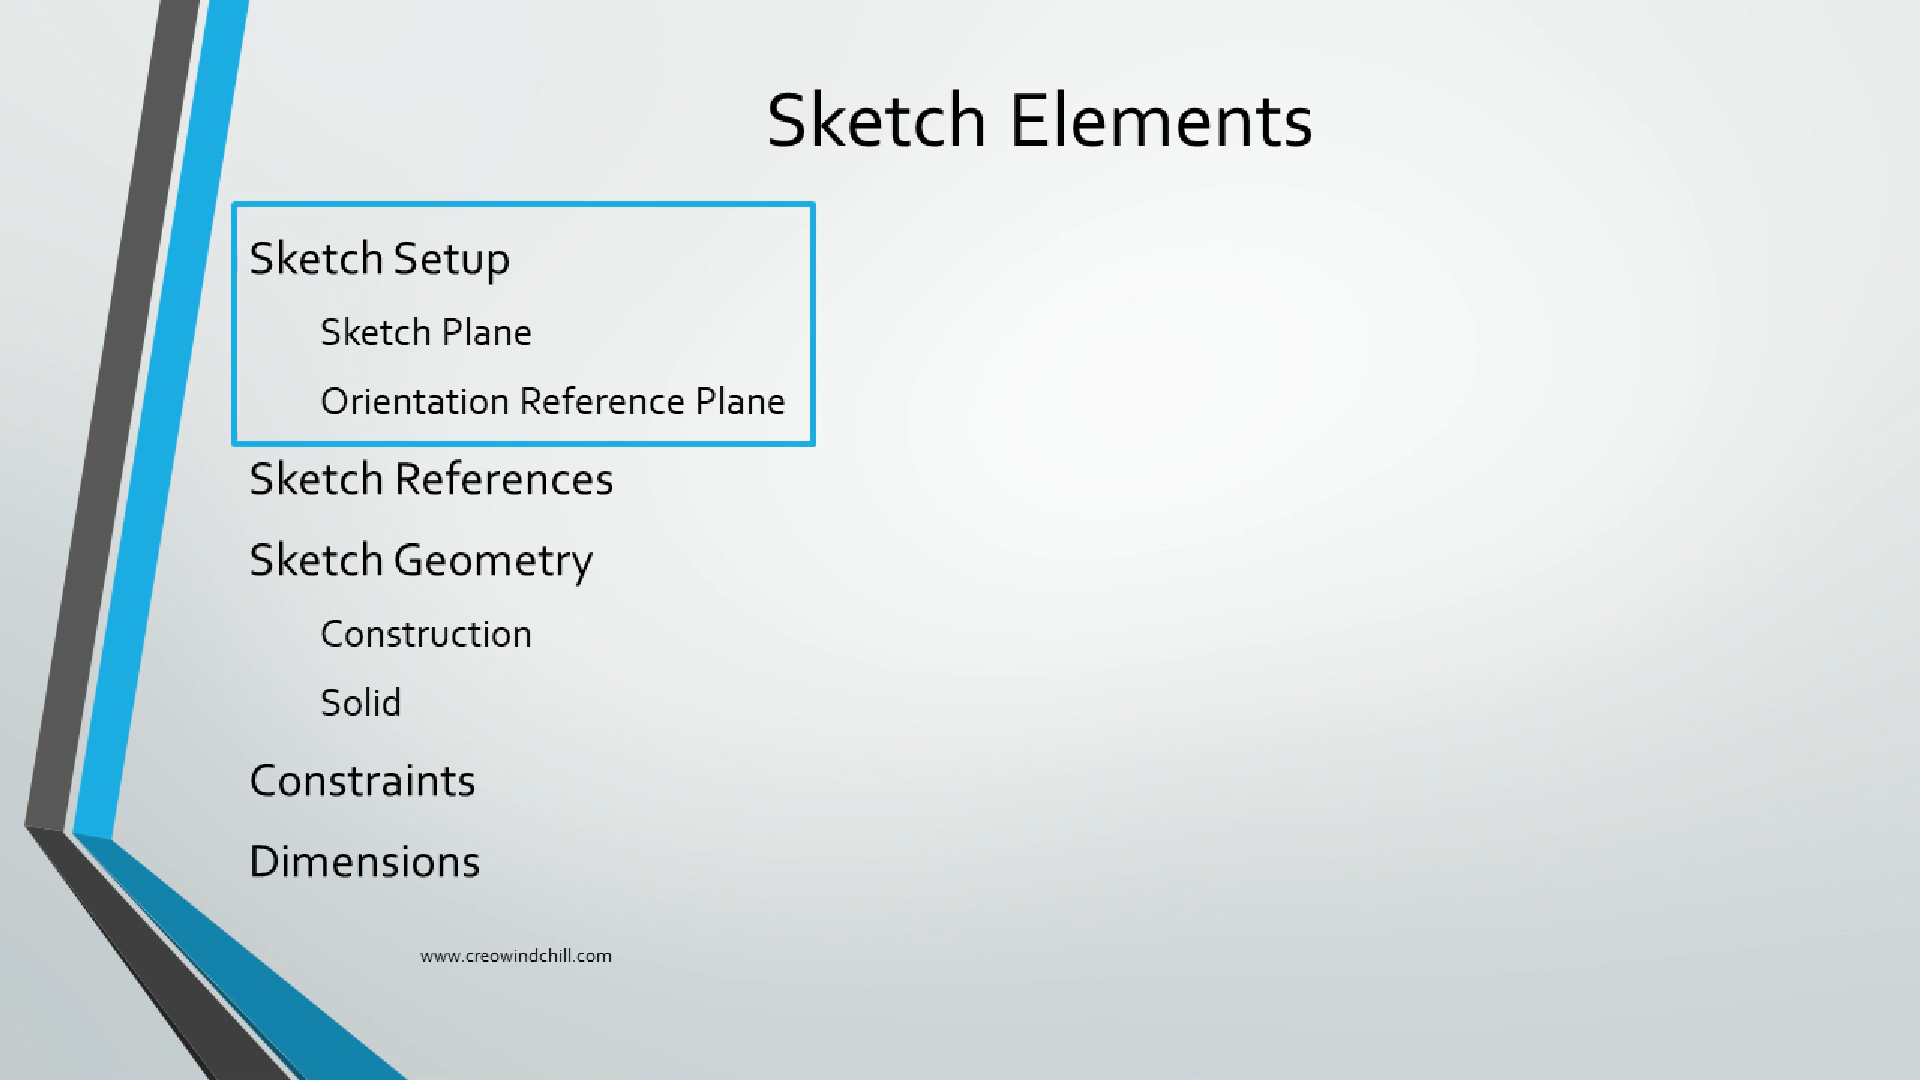 Sketch Elements
Sketch Setup
Sketch Plane
Orientation Reference Plane
Sketch References
Sketch Geometry
Construction
Solid
Constraints
Dimensions
www.creowindchill.com